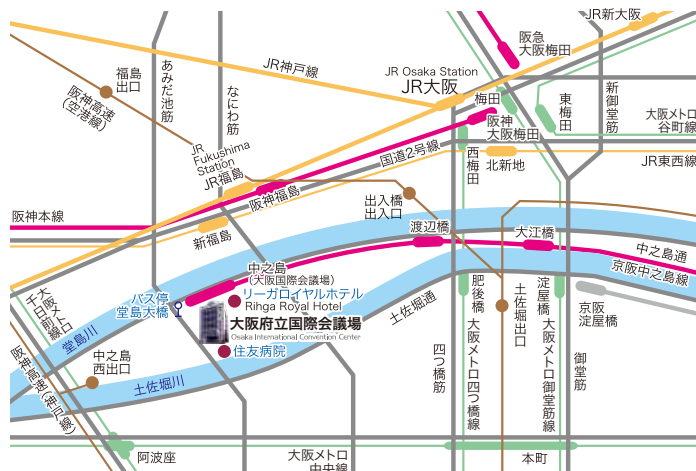 JR新大阪
阪急
大阪梅田
JR神戸線
JR Osaka Station
JR大阪
福島
出口
あみだ池筋
なにわ筋
阪神高速
(空港線)
梅田
阪神
大阪梅田
東梅田
新御堂筋
大阪メトロ
谷町線
国道2号線
西梅田
北新地
JR東西線
JR
Fukushima
Station
JR福島
阪神福島
阪神本線
新福島
出入橋
出入口
渡辺橋
大江橋
中之島通
京阪中之島線
中之島
(大阪国際会議場)
リーガロイヤルホテル
Rihga Royal Hotel
バス停
堂島大橋
大阪府立国際会議場
Osaka International Convention Center
住友病院
土佐堀通
肥後橋
淀屋橋
京阪
淀屋橋
土佐堀出口
大阪メトロ四つ橋線
大阪メトロ御堂筋線
四つ橋筋
御堂筋
大阪メトロ
千日前線
堂島川
阪神高速(神戸線)
中之島
西出口
土佐堀川
阿波座
大阪メトロ
中央線
本町